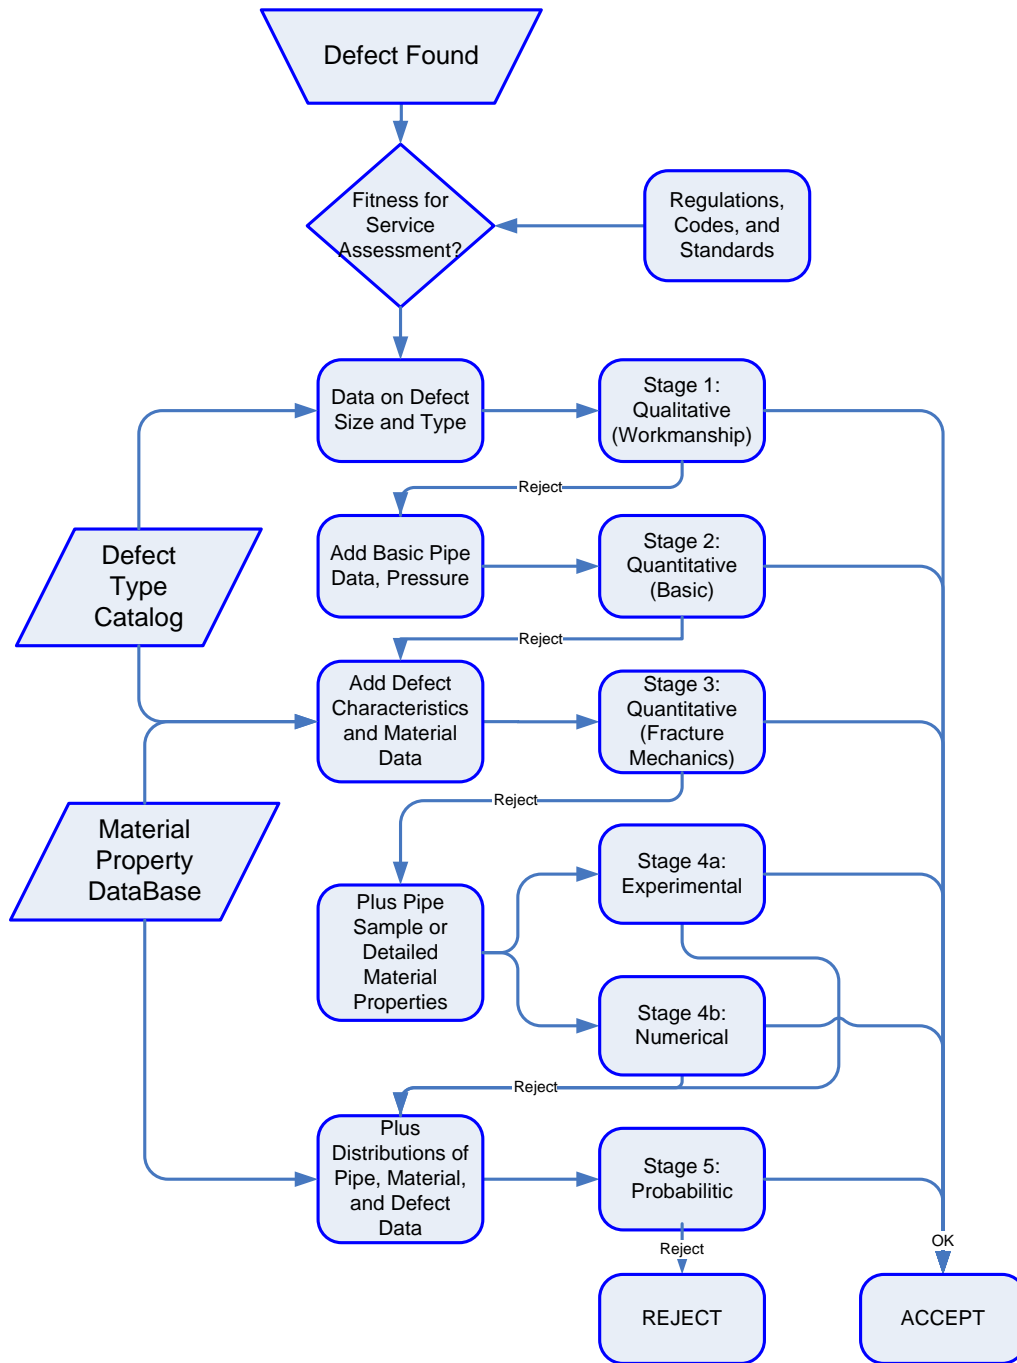 Defect Found
Fitness for
Service
Assessment?
Regulations,
Codes, and
Standards
Data on Defect
Size and Type
Stage 1:
Qualitative
(Workmanship)
Reject
Defect
Type
Catalog
Add Basic Pipe
Data, Pressure
Stage 2:
Quantitative
(Basic)
Reject
Add Defect
Characteristics
and Material
Data
Stage 3:
Quantitative
(Fracture
Mechanics)
Reject
Material
Property
DataBase
Plus Pipe
Sample or
Detailed
Material
Properties
Stage 4a:
Experimental
Stage 4b:
Numerical
Reject
Plus
Distributions of
Pipe, Material,
and Defect
Data
Stage 5:
Probabilitic
Reject
OK
REJECT
ACCEPT